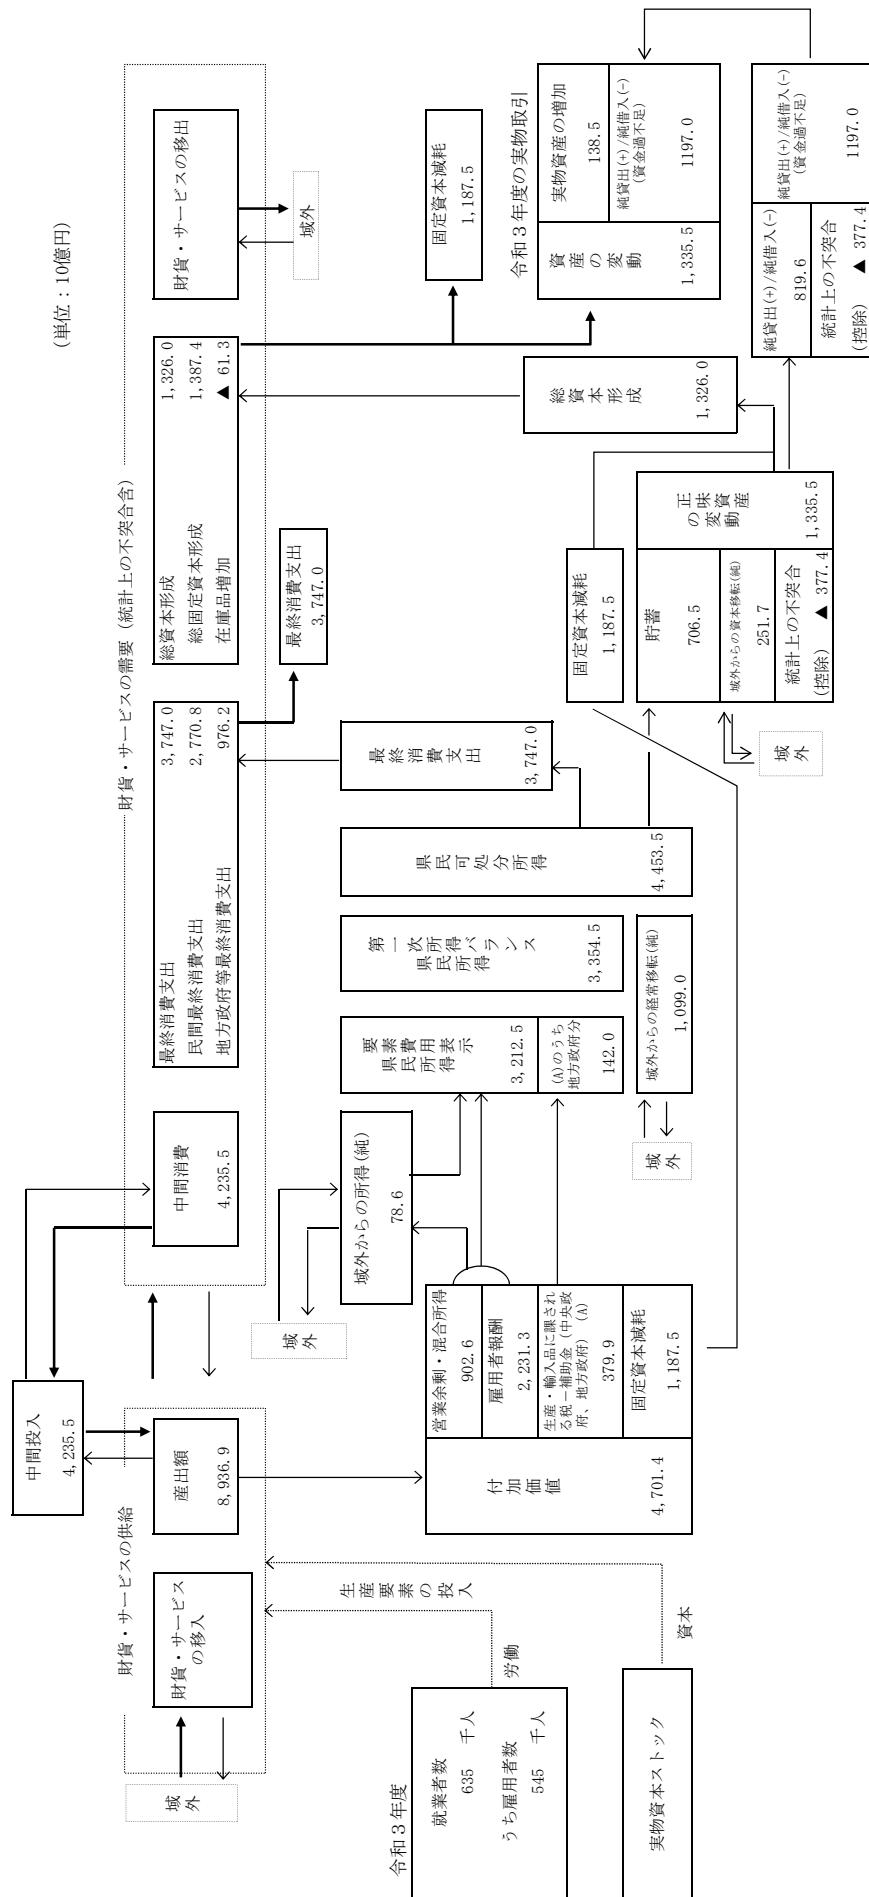 (単位：10億円)
財貨・サービスの供給
財貨・サービスの需要（統計上の不突合含）
域外
財貨・サービス
の移入
中間投入
4,235.5
産出額
8,936.9
中間消費
4,235.5
最終消費支出 3,747.0
民間最終消費支出 2,770.8
地方政府等最終消費支出 976.2
総資本形成 1,326.0
総固定資本形成 1,387.4
在庫品増加 ▲ 61.3
財貨・サービスの移出
域外
最終消費支出
3,747.0
固定資本減耗
1,187.5
令和３年度
就業者数
635 千人
うち雇用者数
545 千人
労働
実物資本ストック
資本
生産要素の投入
付加価値
4,701.4
営業余剰・混合所得
902.6
雇用者報酬
2,231.3
生産・輸入品に課され
る税－補助金（中央政
府、地方政府） (A)
379.9
固定資本減耗
1,187.5
域外
域外からの所得(純)
78.6
要素費用表示
県民所得
3,212.5
(A)のうち
地方政府分
142.0
第一次所得バランス
県民所得
3,354.5
域外
域外からの経常移転(純)
1,099.0
県民可処分所得
4,453.5
最終消費支出
3,747.0
固定資本減耗
1,187.5
貯蓄
706.5
域外からの資本移転(純)
251.7
統計上の不突合
(控除) ▲ 377.4
域外
正味資産
の変動
1,335.5
総資本形成
1,326.0
令和３年度の実物取引
資産の変動
1,335.5
実物資産の増加
138.5
純貸出(+)/純借入(-)
(資金過不足)
1197.0
純貸出(+)/純借入(-)
819.6
統計上の不突合
(控除) ▲ 377.4
純貸出(+)/純借入(-)
(資金過不足)
1197.0